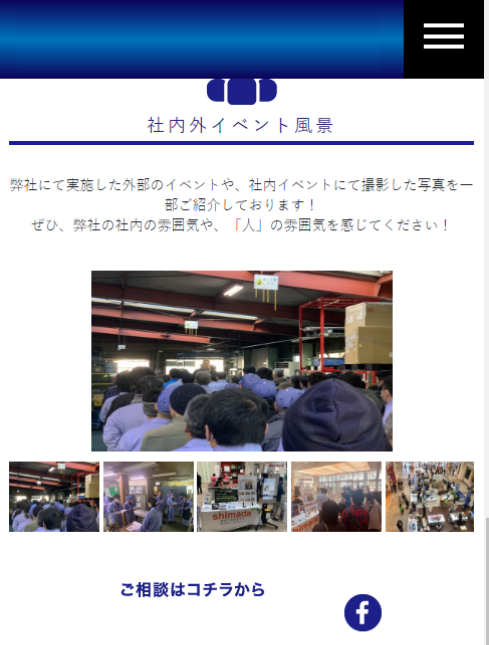 社内外イベント風景
弊社にて実施した外部のイベントや、社内イベントにて撮影した写真を一
部ご紹介しております！
ぜひ、弊社の社内の雰囲気や、「人」の雰囲気を感じてください！
shimada
ご相談はコチラから